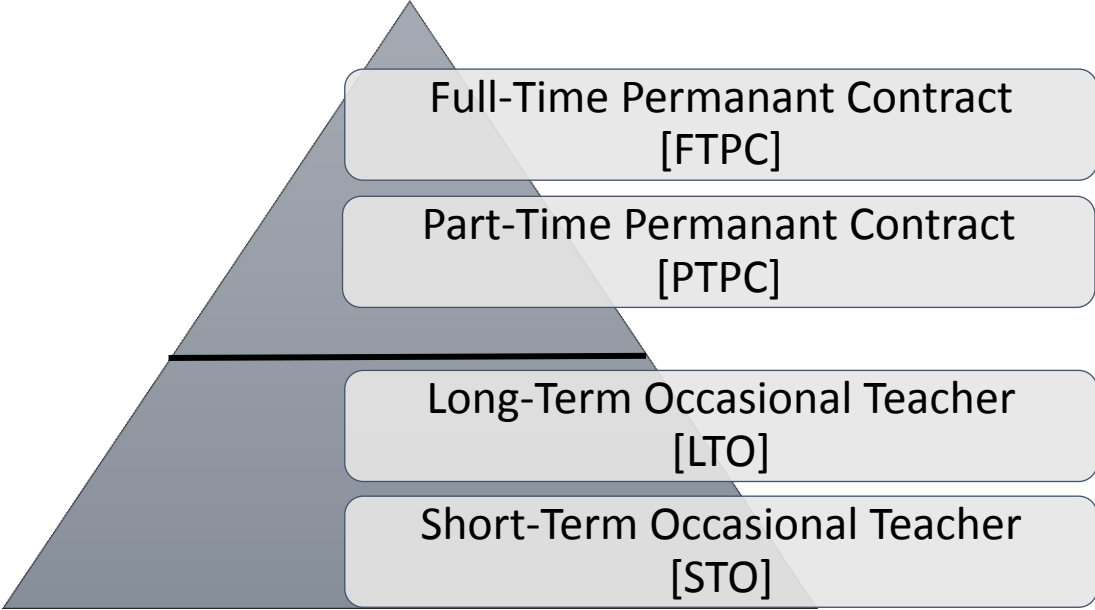 Full-Time Permanant Contract
[FTPC]
Part-Time Permanant Contract
[PTPC]
Long-Term Occasional Teacher
[LTO]
Short-Term Occasional Teacher
[STO]